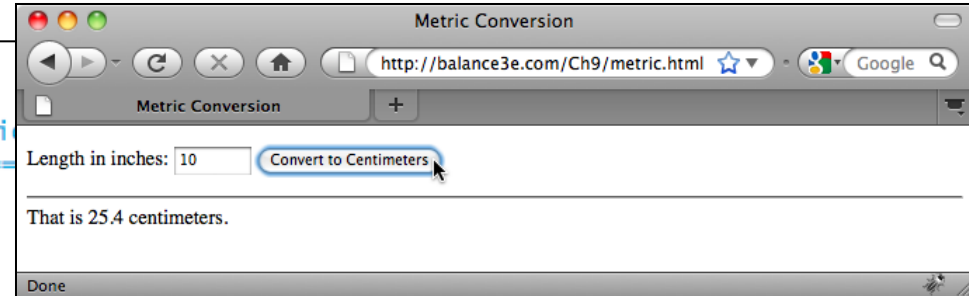 Metric Conversion
http://balance3e.com/Ch9/metric.html Google
Metric Conversion +
Length in inches: 10 Convert to Centimeters
That is 25.4 centimeters.
Done